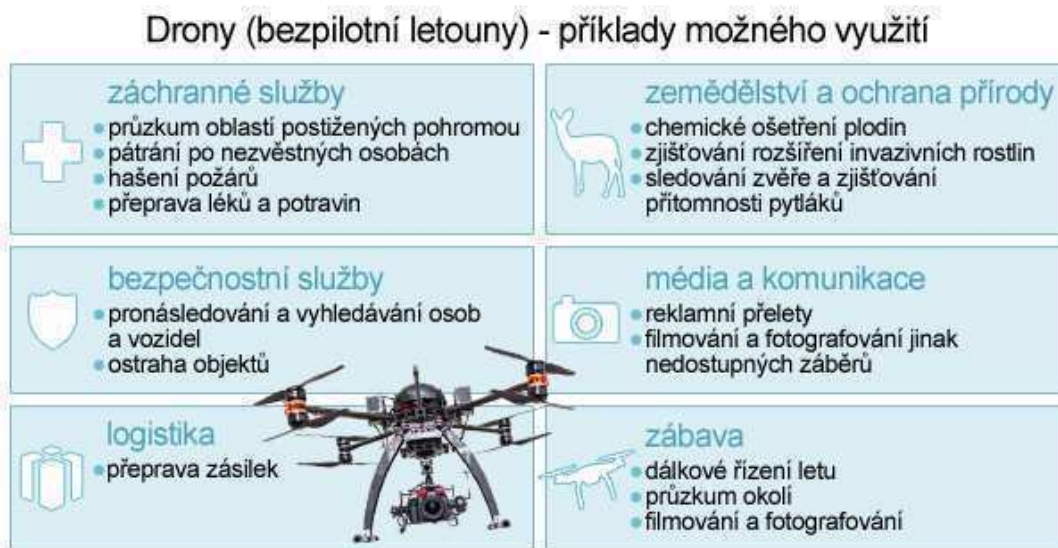 Drony (bezpilotní letouny) - příklady možného využití
záchranné služby
• průzkum oblastí postižených pohromou
• pátrání po nezvěstných osobách
• hašení požárů
• přeprava léků a potravin
zemědělství a ochrana přírody
• chemické ošetření plodin
• zjišťování rozšíření invazivních rostlin
• sledování zvěře a zjišťování
přítomnosti pytláků
bezpečnostní služby
• pronásledování a vyhledávání osob
a vozidel
• ostraha objektů
média a komunikace
• reklamní přelety
• filmování a fotografování jinak
nedostupných záběrů
logistika
• přeprava zásilek
zábava
• dálkové řízení letu
• průzkum okolí
• filmování a fotografování